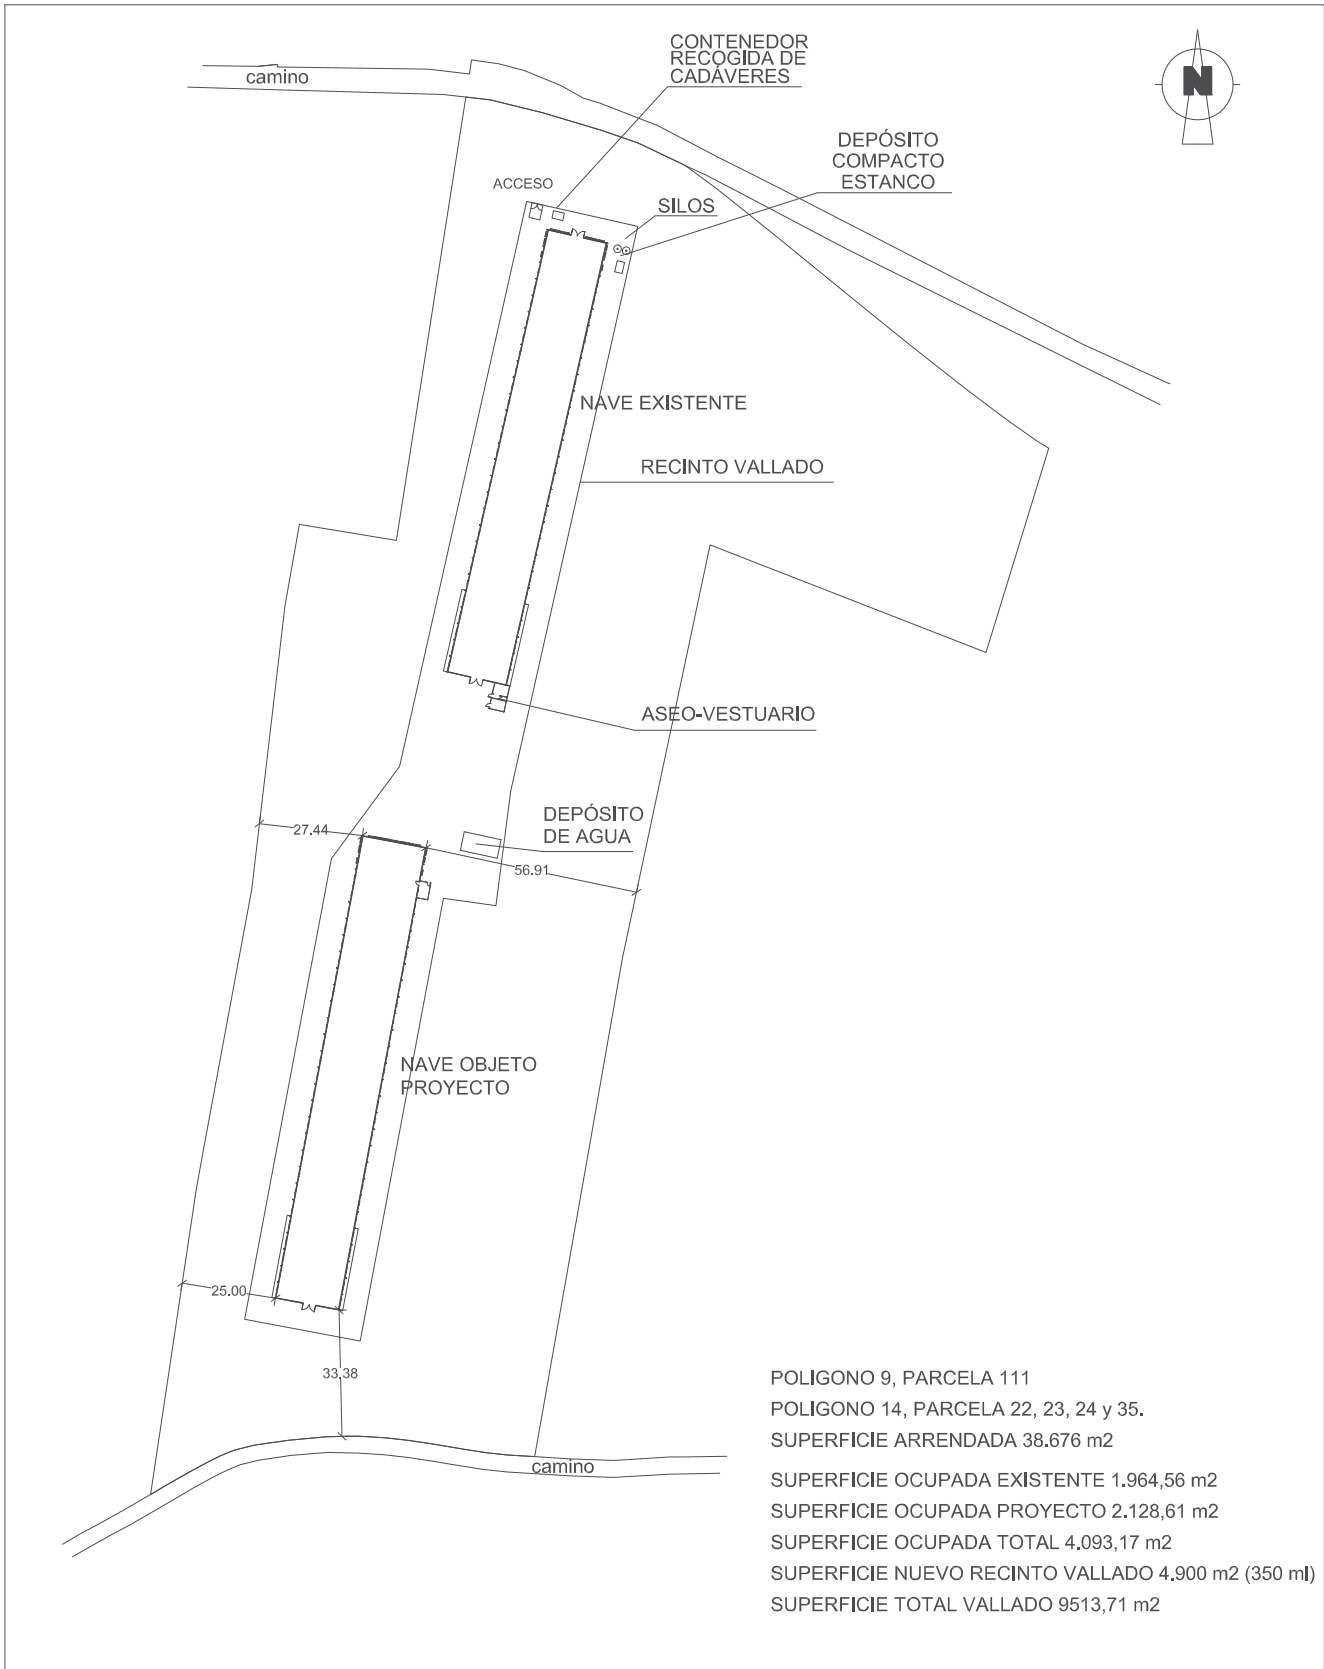 CONTENEDOR
RECOGIDA DE
CADÁVERES
camino
N
DEPÓSITO
COMPACTO
ESTANCO
ACCESO
SILOS
NAVE EXISTENTE
RECINTO VALLADO
ASEO-VESTUARIO
DEPÓSITO
DE AGUA
27.44
56.91
NAVE OBJETO
PROYECTO
25.00
33.38
camino
POLIGONO 9, PARCELA 111
POLIGONO 14, PARCELA 22, 23, 24 y 35.
SUPERFICIE ARRENDADA 38.676 m2
SUPERFICIE OCUPADA EXISTENTE 1.964,56 m2
SUPERFICIE OCUPADA PROYECTO 2.128,61 m2
SUPERFICIE OCUPADA TOTAL 4.093,17 m2
SUPERFICIE NUEVO RECINTO VALLADO 4.900 m2 (350 ml)
SUPERFICIE TOTAL VALLADO 9513,71 m2